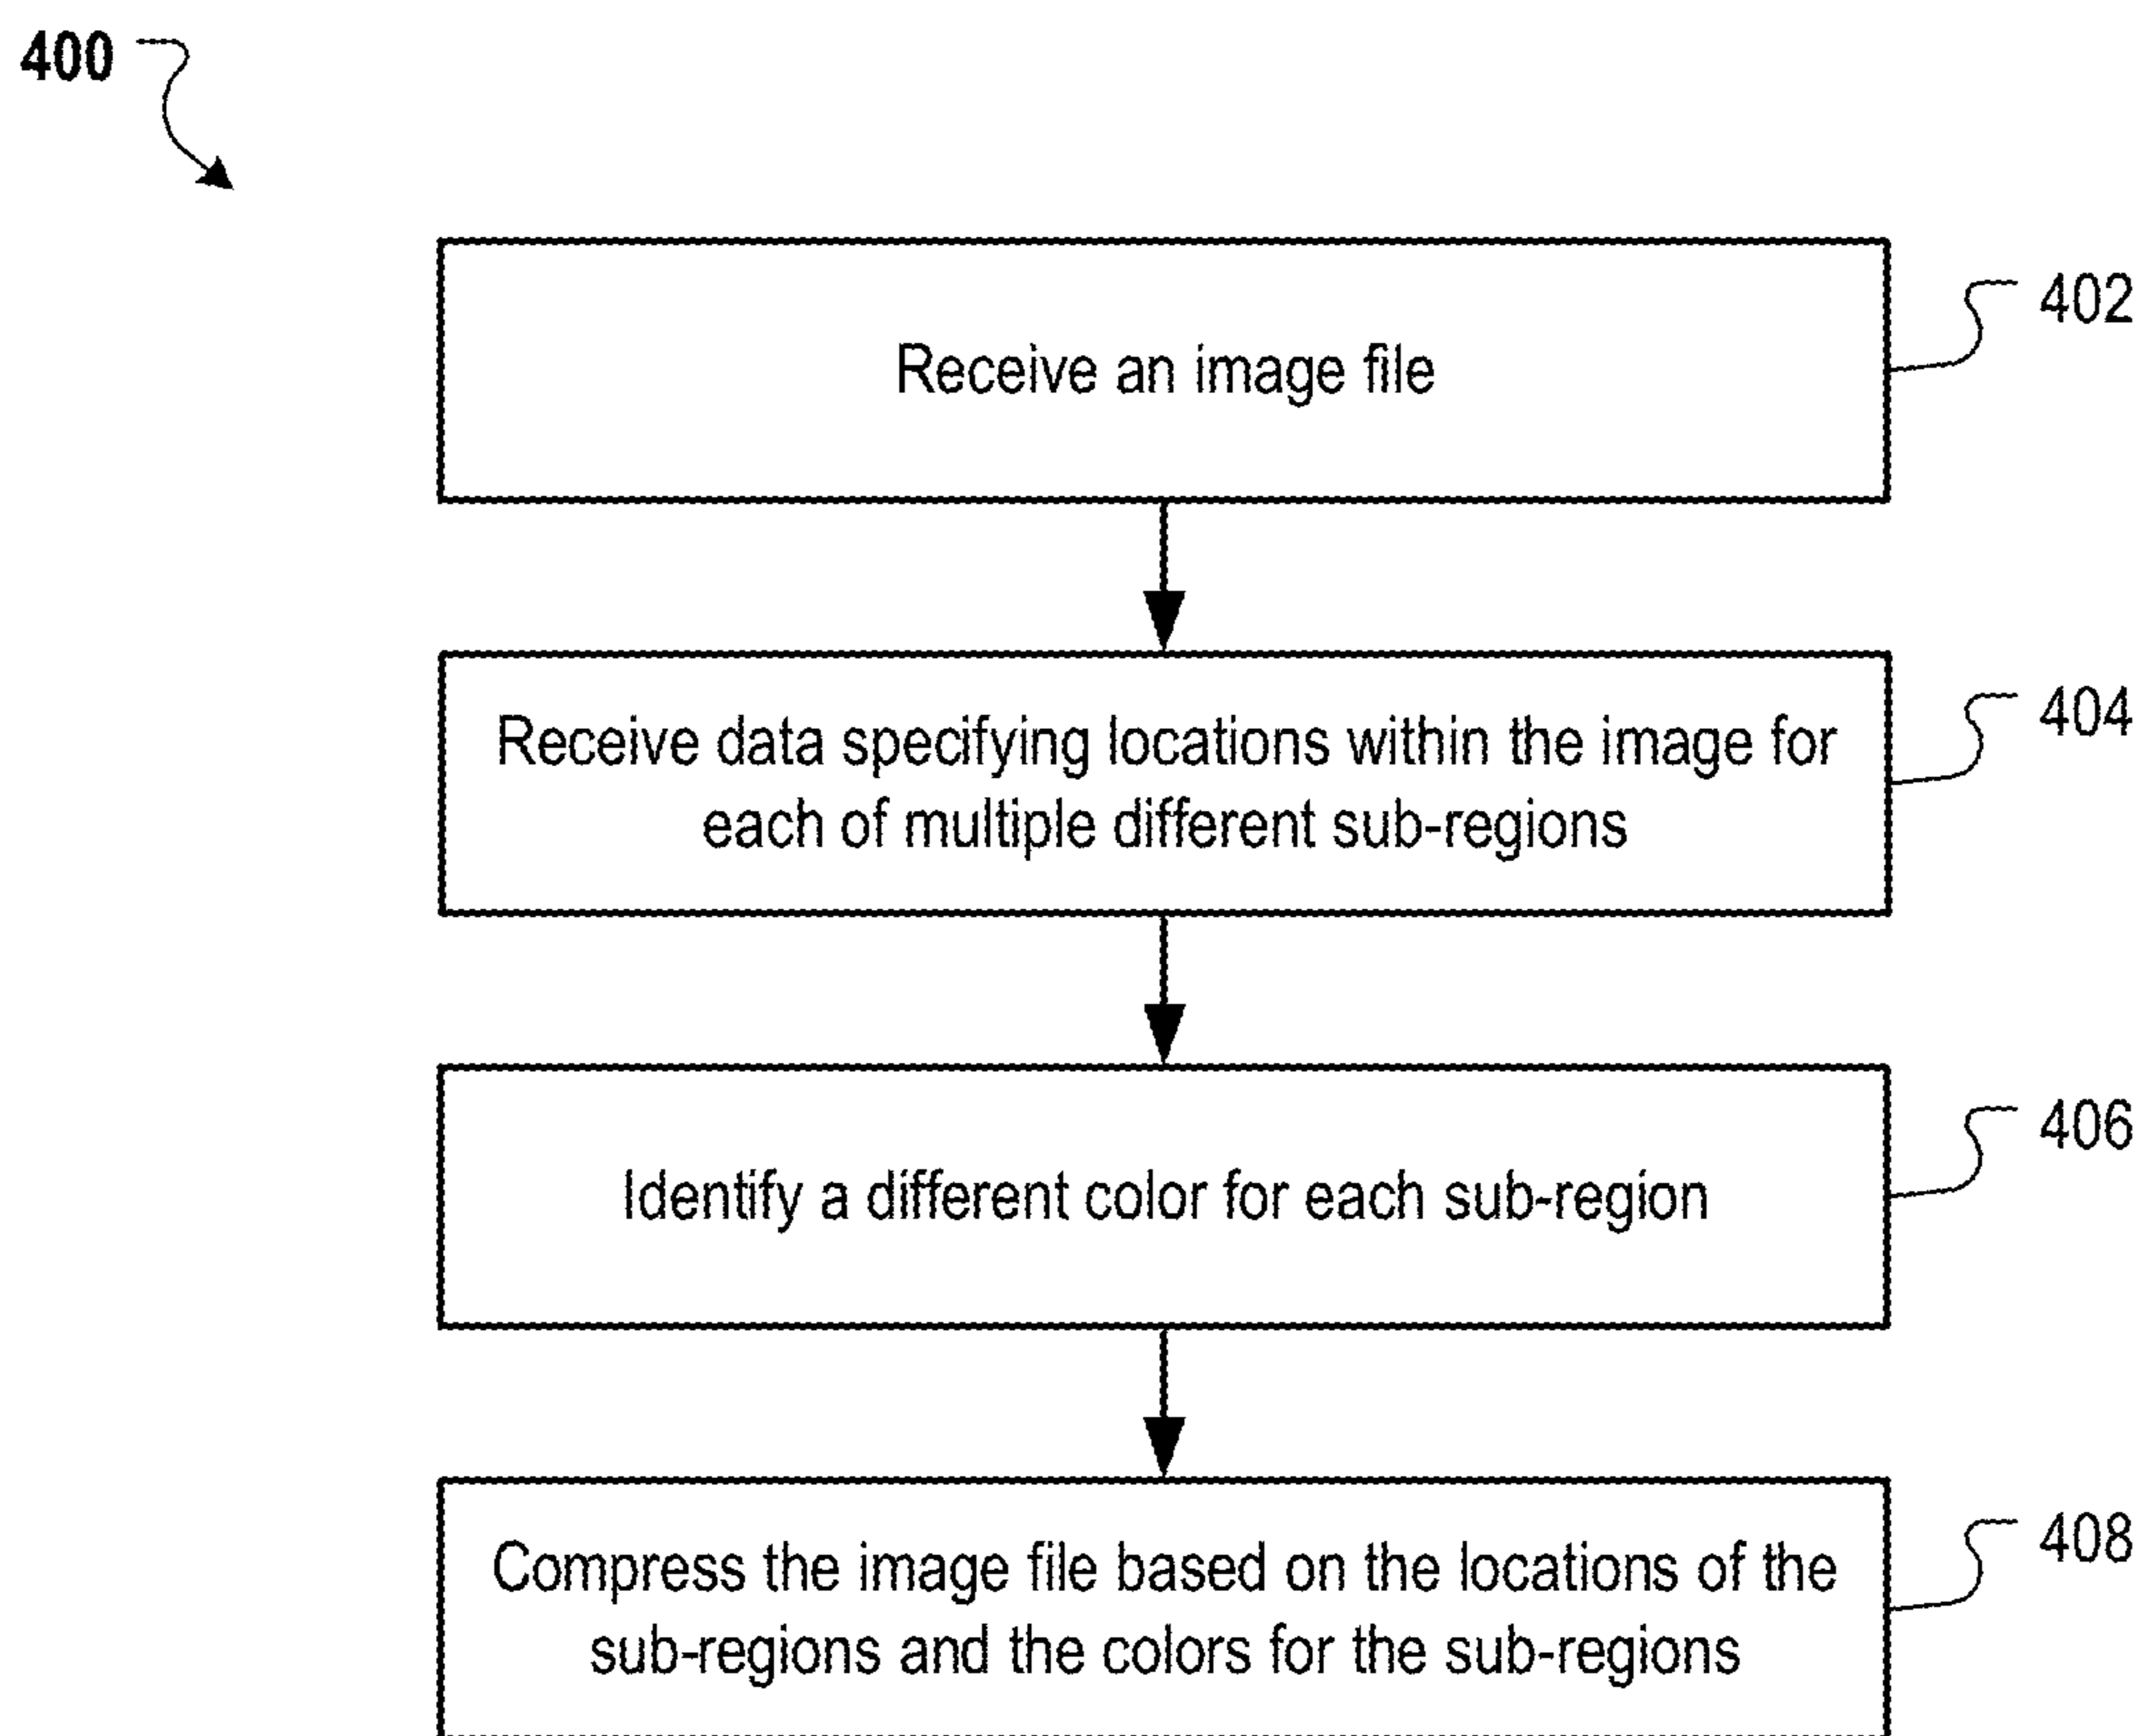 400
Receive an image file
402
Receive data specifying locations within the image for
each of multiple different sub-regions
404
Identify a different color for each sub-region
406
Compress the image file based on the locations of the
sub-regions and the colors for the sub-regions
408